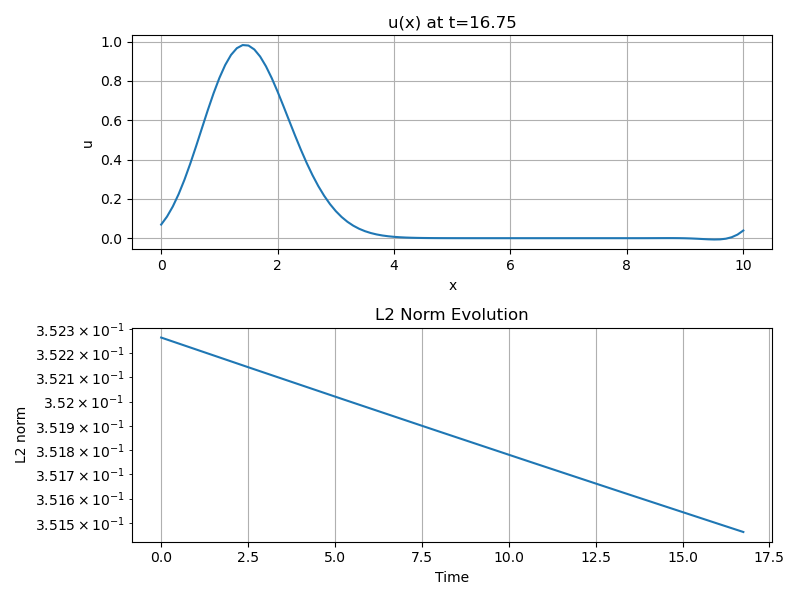 u(x) at t=16.75
1.0
0.8
0.6
0.4
0.2
0.0
u
0 2 4 6 8 10
x
L2 Norm Evolution
3.523 × 10⁻¹
3.522 × 10⁻¹
3.521 × 10⁻¹
3.52 × 10⁻¹
3.519 × 10⁻¹
3.518 × 10⁻¹
3.517 × 10⁻¹
3.516 × 10⁻¹
3.515 × 10⁻¹
L2 norm
0.0 2.5 5.0 7.5 10.0 12.5 15.0 17.5
Time